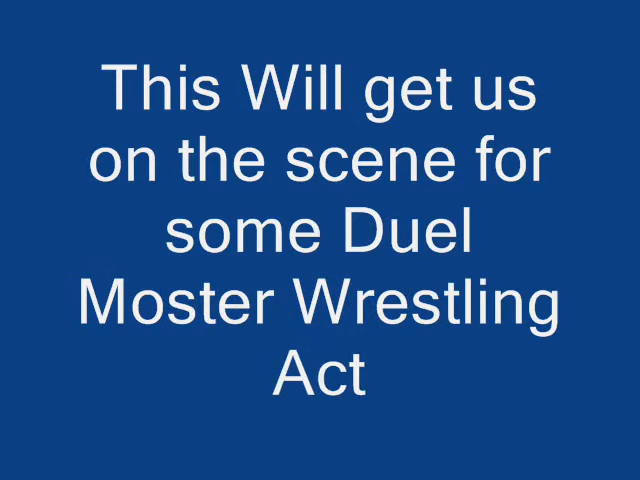 This Will get us
on the scene for
some Duel
Moster Wrestling
Act